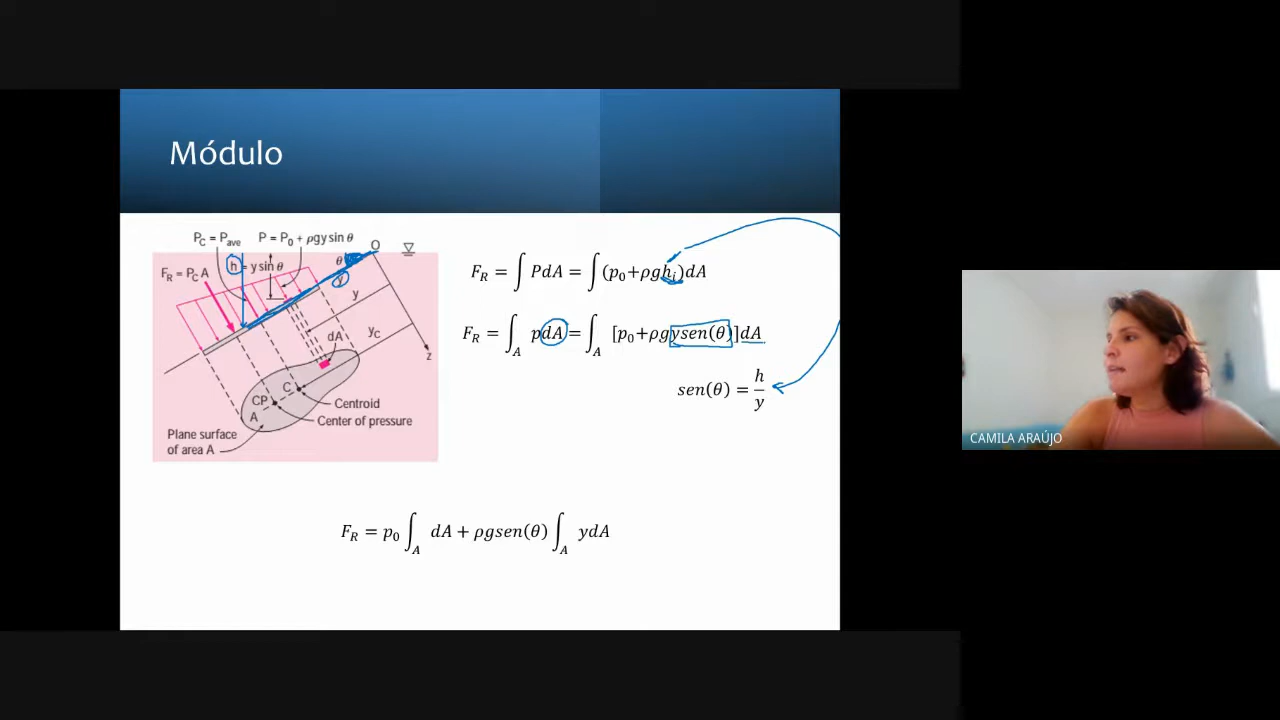 Módulo
P_C = P_ave
P = P_0 + ρgy sin θ
O
θ
h = y sin θ
y
F_R = P_C A
y
y_C
z
dA
C
CP
A
Centroid
Center of pressure
Plane surface
of area A
F_R = ∫ PdA = ∫(p_0+ρgh_i)dA
F_R = ∫_A pdA = ∫_A [p_0+ρgysen(θ)]dA
sen(θ) = h/y
F_R = p_0 ∫_A dA + ρgsen(θ) ∫_A ydA
CAMILA ARAÚJO